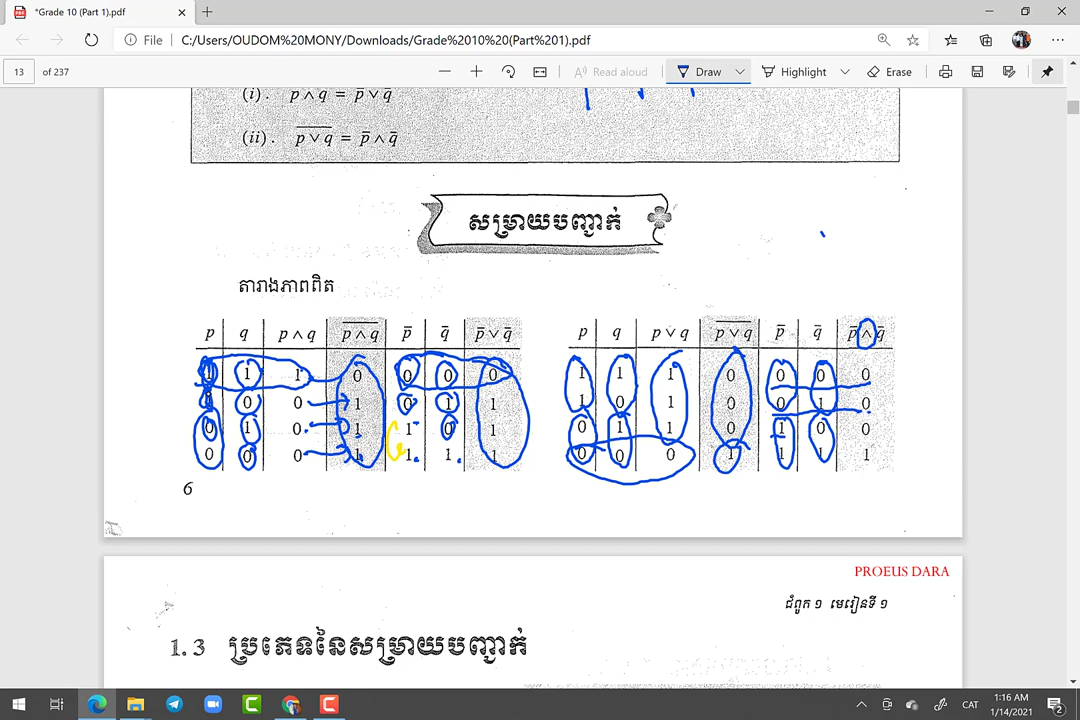 *Grade 10 (Part 1).pdf
File C:/Users/OUDOM%20MONY/Downloads/Grade%2010%20(Part%201).pdf
13 of 237 Read aloud Draw Highlight Erase
(i). p ∧ q = p̄ ∨ q̄
(ii). \overline{p ∨ q} = p̄ ∧ q̄
សម្រាយបញ្ជាក់
តារាងភាពពិត
p q p ∧ q \overline{p ∧ q} p̄ q̄ p̄ ∨ q̄ p q p ∨ q \overline{p ∨ q} p̄ q̄ p̄ ∧ q̄
1 1 1 0 0 0 0 1 1 1 0 0 0 0
1 0 0 1 0 1 1 1 0 1 0 0 1 0
0 1 0 1 1 0 1 0 1 1 0 1 0 0
0 0 0 1 1 1 1 0 0 0 1 1 1 1
6
PROEUS DARA
ជំពូក ១ មេរៀនទី ១
1. 3 ប្រភេទនៃសម្រាយបញ្ជាក់
CAT
1:16 AM
1/14/2021
2